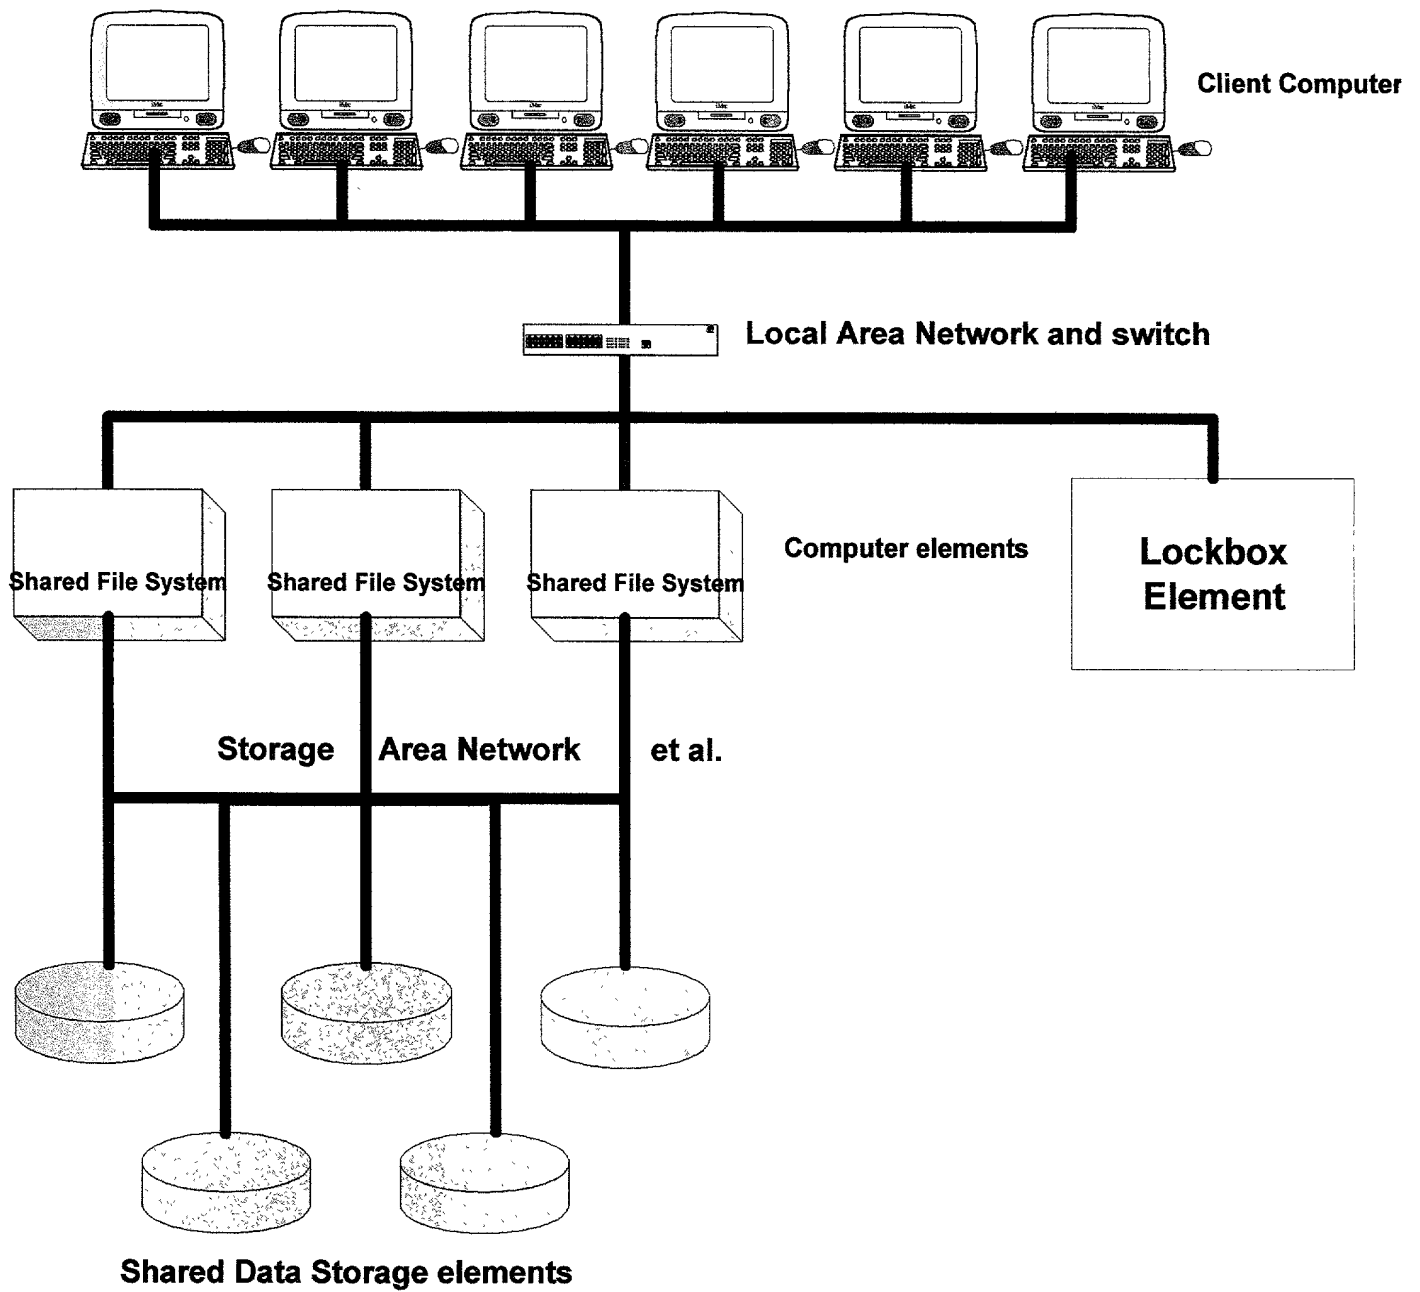 Client Computer
Local Area Network and switch
Shared File System
Shared File System
Shared File System
Computer elements
Lockbox
Element
Storage Area Network et al.
Shared Data Storage elements